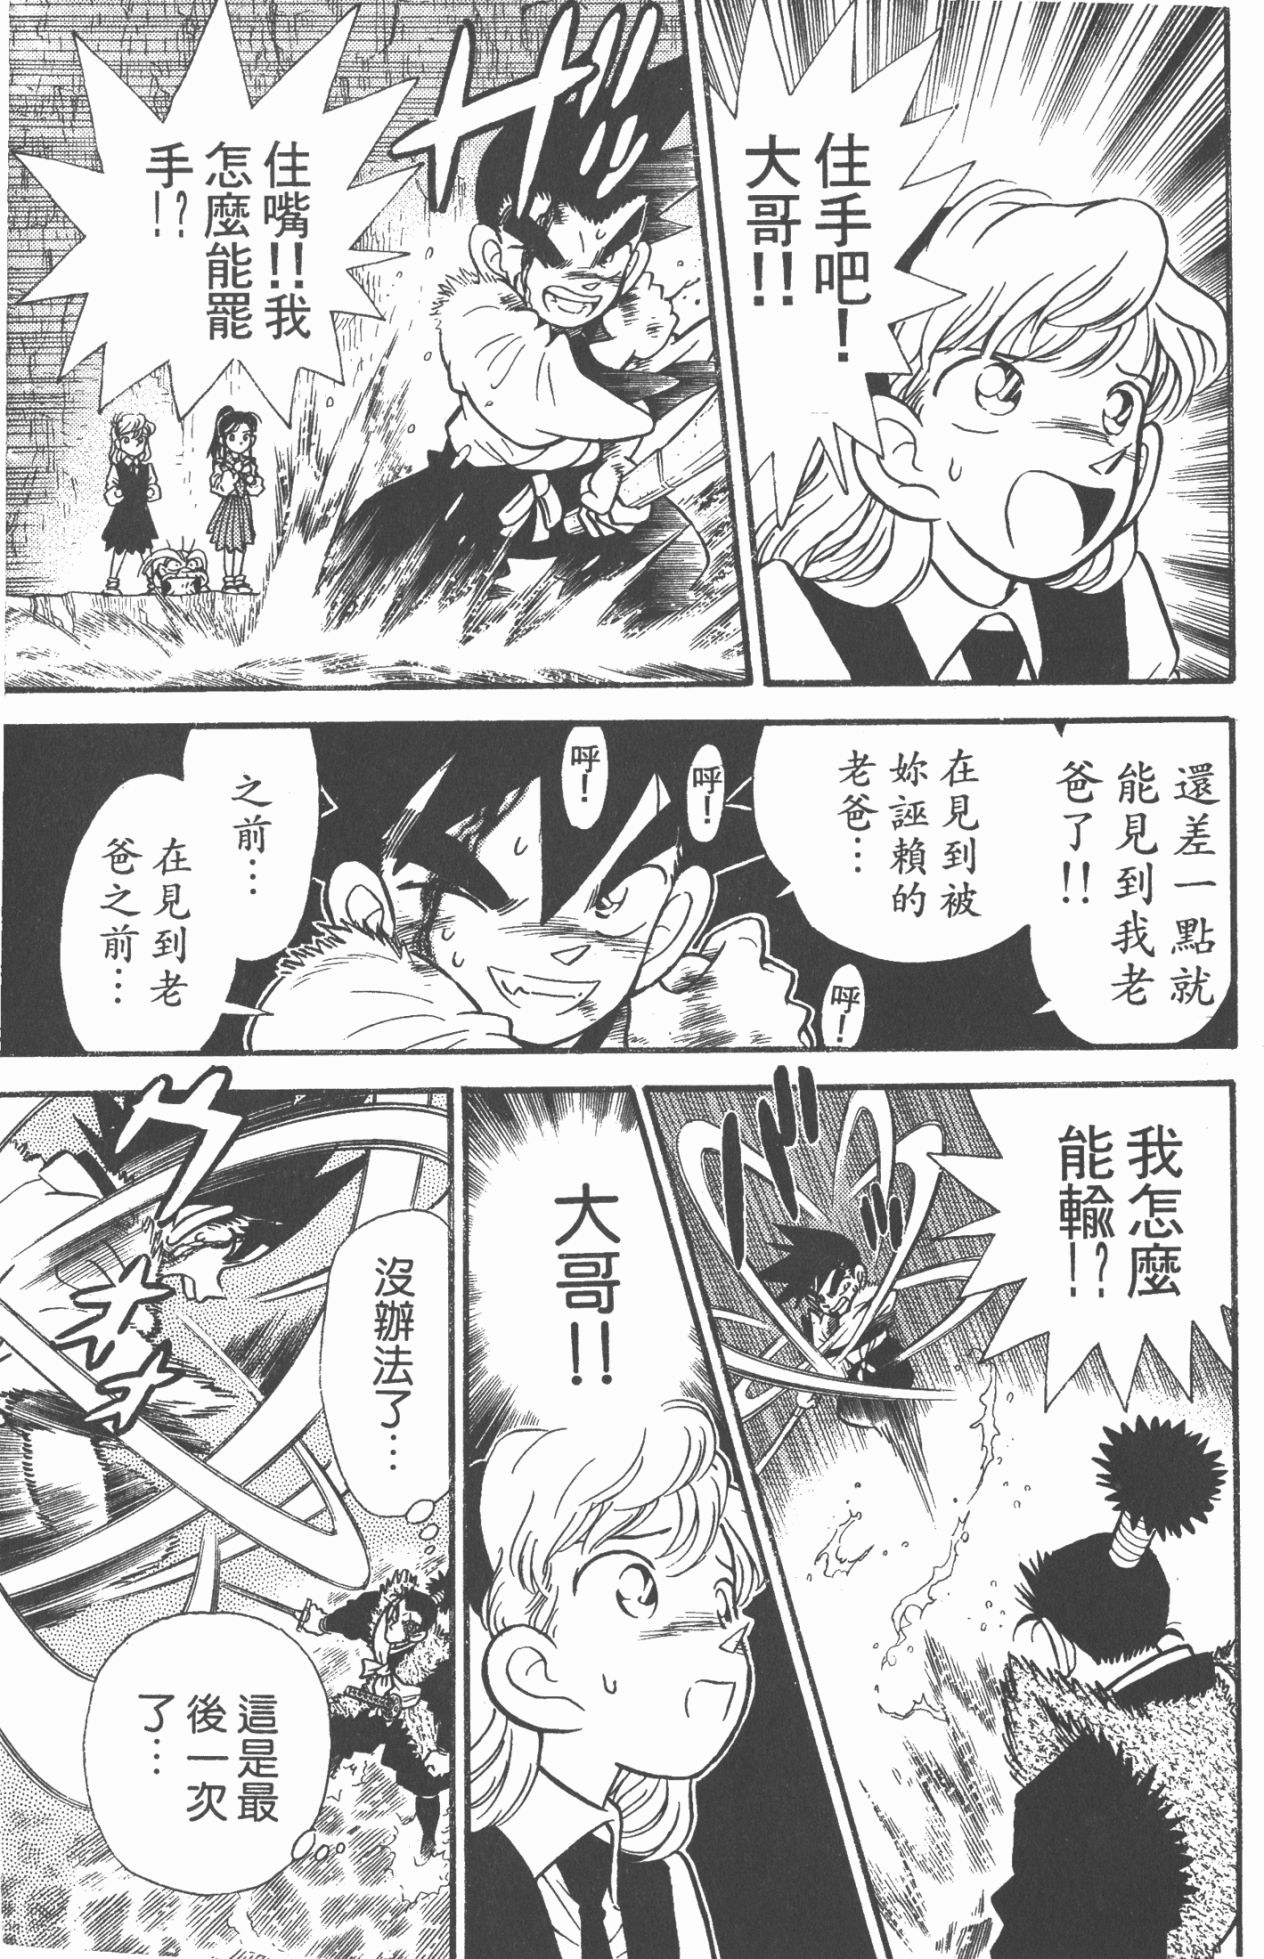 住手吧！
大哥！！
ザッ
住嘴！！我
怎麼能罷
手！？
還差一點就
能見到我老
爸了！！
在見到被
妳誣賴的
老爸…
呼！
呼！
呼！
之前…
在見到老
爸之前…
我怎麼
能輸！？
大哥！！
沒辦法了…
這是最
後一次
了…